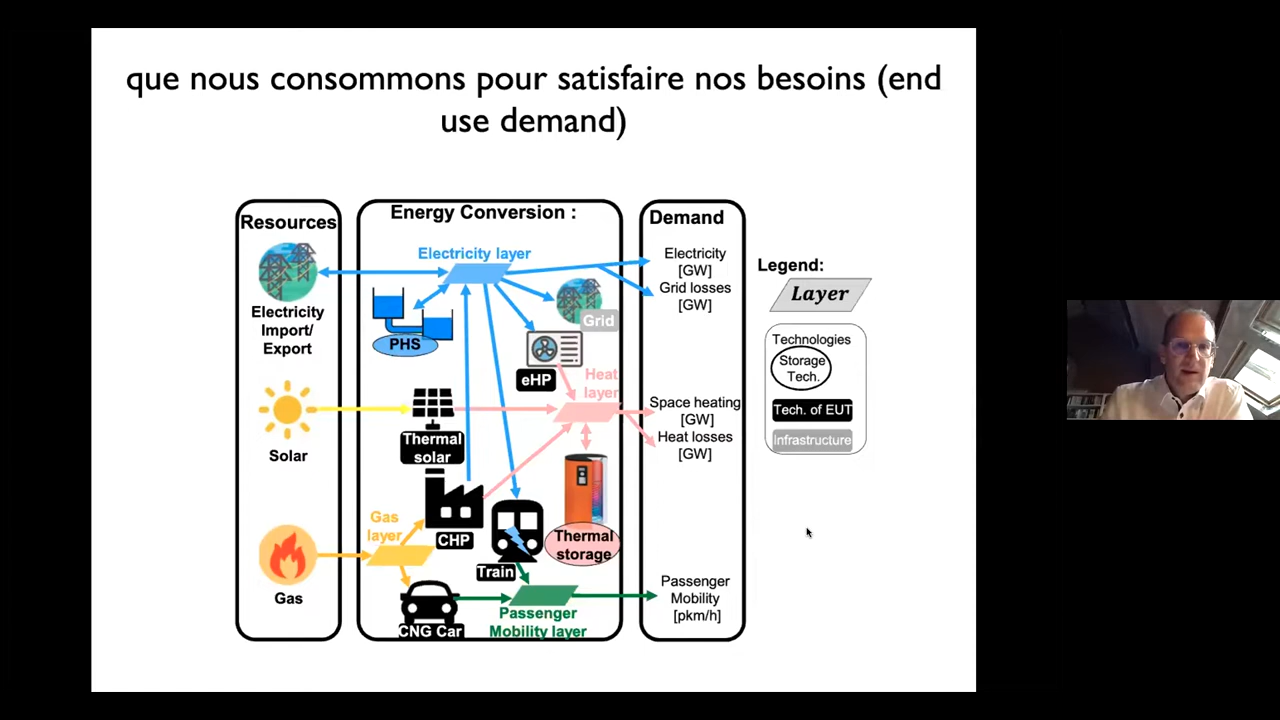 que nous consommons pour satisfaire nos besoins (end
use demand)
Resources
Electricity
Import/
Export
Solar
Gas
Energy Conversion :
Electricity layer
PHS
Grid
eHP
Heat
layer
Thermal
solar
Gas
layer
CHP
Thermal
storage
Train
CNG Car
Passenger
Mobility layer
Demand
Electricity
[GW]
Grid losses
[GW]
Space heating
[GW]
Heat losses
[GW]
Passenger
Mobility
[pkm/h]
Legend:
Layer
Technologies
Storage
Tech.
Tech. of EUT
Infrastructure